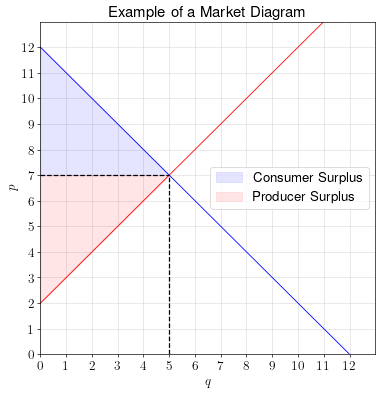 Example of a Market Diagram
12
11
10
9
8
7
6
5
4
3
2
1
0
p
Consumer Surplus
Producer Surplus
0 1 2 3 4 5 6 7 8 9 10 11 12
q